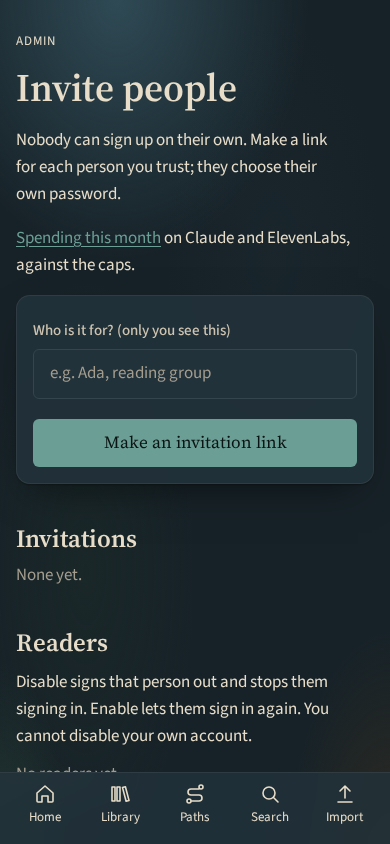 ADMIN
Invite people
Nobody can sign up on their own. Make a link
for each person you trust; they choose their
own password.
Spending this month on Claude and ElevenLabs,
against the caps.
Who is it for? (only you see this)
e.g. Ada, reading group
Make an invitation link
Invitations
None yet.
Readers
Disable signs that person out and stops them
signing in. Enable lets them sign in again. You
cannot disable your own account.
No readers yet
Home
Library
Paths
Search
Import